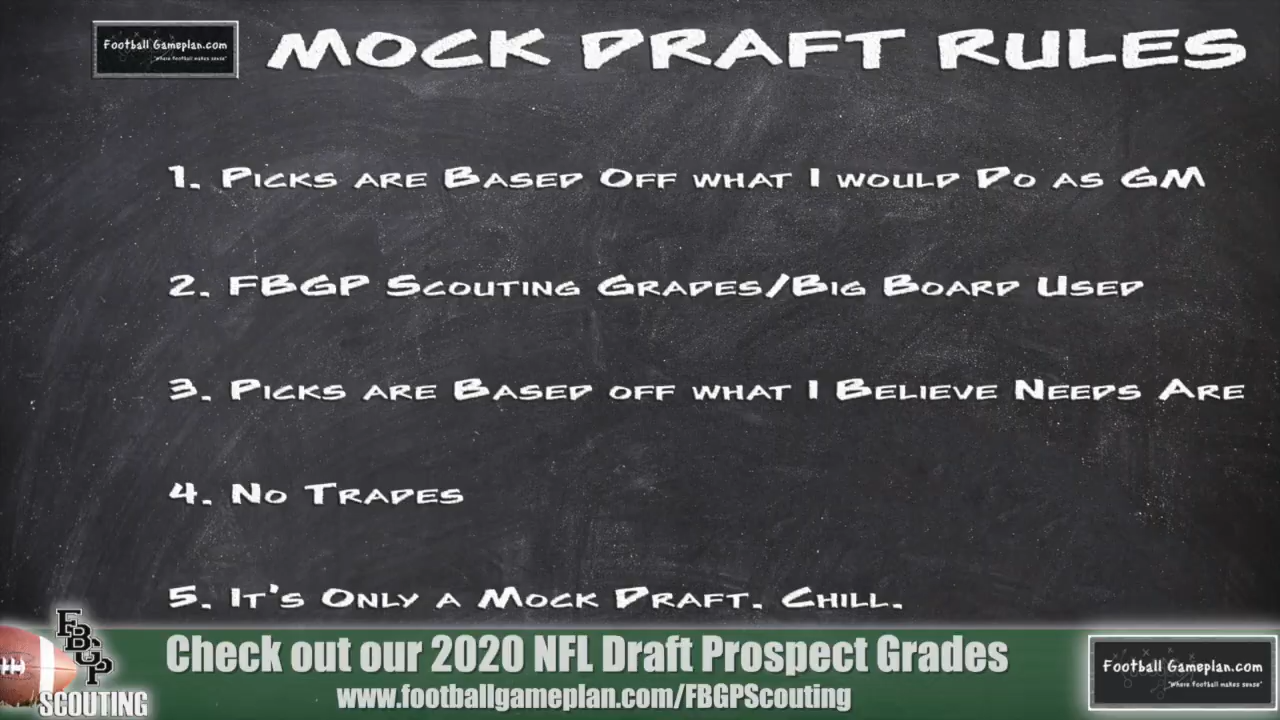 Football Gameplan.com
"where football makes sense"
MOCK DRAFT RULES
1. PICKS ARE BASED OFF WHAT I WOULD DO AS GM
2. FBGP SCOUTING GRADES/BIG BOARD USED
3. PICKS ARE BASED OFF WHAT I BELIEVE NEEDS ARE
4. NO TRADES
5. IT'S ONLY A MOCK DRAFT. CHILL.
FBGP
SCOUTING
Check out our 2020 NFL Draft Prospect Grades
www.footballgameplan.com/FBGPScouting
Football Gameplan.com
"where football makes sense"